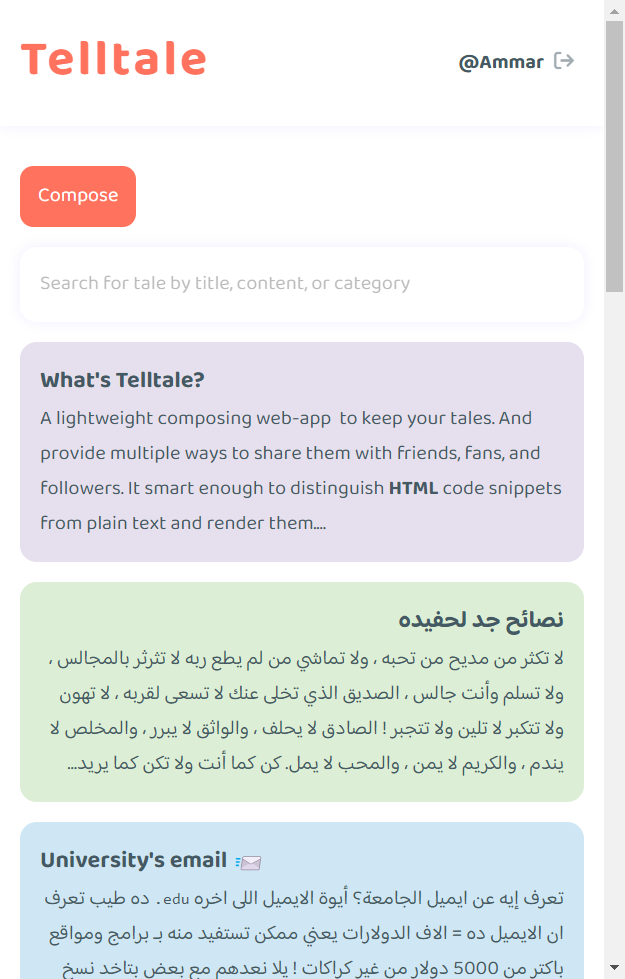 Telltale
@Ammar
Compose
Search for tale by title, content, or category
What's Telltale?
A lightweight composing web-app to keep your tales. And
provide multiple ways to share them with friends, fans, and
followers. It smart enough to distinguish HTML code snippets
from plain text and render them....
نصائح جد لحفيده
لا تكثر من مديح من تحبه ، ولا تماشي من لم يطع ربه لا تثرثر بالمجالس ،
ولا تسلم وأنت جالس ، الصديق الذي تخلى عنك لا تسعى لقربه ، لا تهون
ولا تتكبر لا تلين ولا تتجبر ! الصادق لا يحلف ، والواثق لا يبرر ، والمخلص لا
يندم ، والكريم لا يمن ، والمحب لا يمل. كن كما أنت ولا تكن كما يريد...
University's email 📨
تعرف إيه عن ايميل الجامعة؟ أيوة الايميل اللى اخره edu. ده طيب تعرف
ان الايميل ده = الاف الدولارات يعني ممكن تستفيد منه بـ برامج ومواقع
باكتر من 5000 دولار من غير كراكات ! يلا نعدهم مع بعض بتاخد نسخ